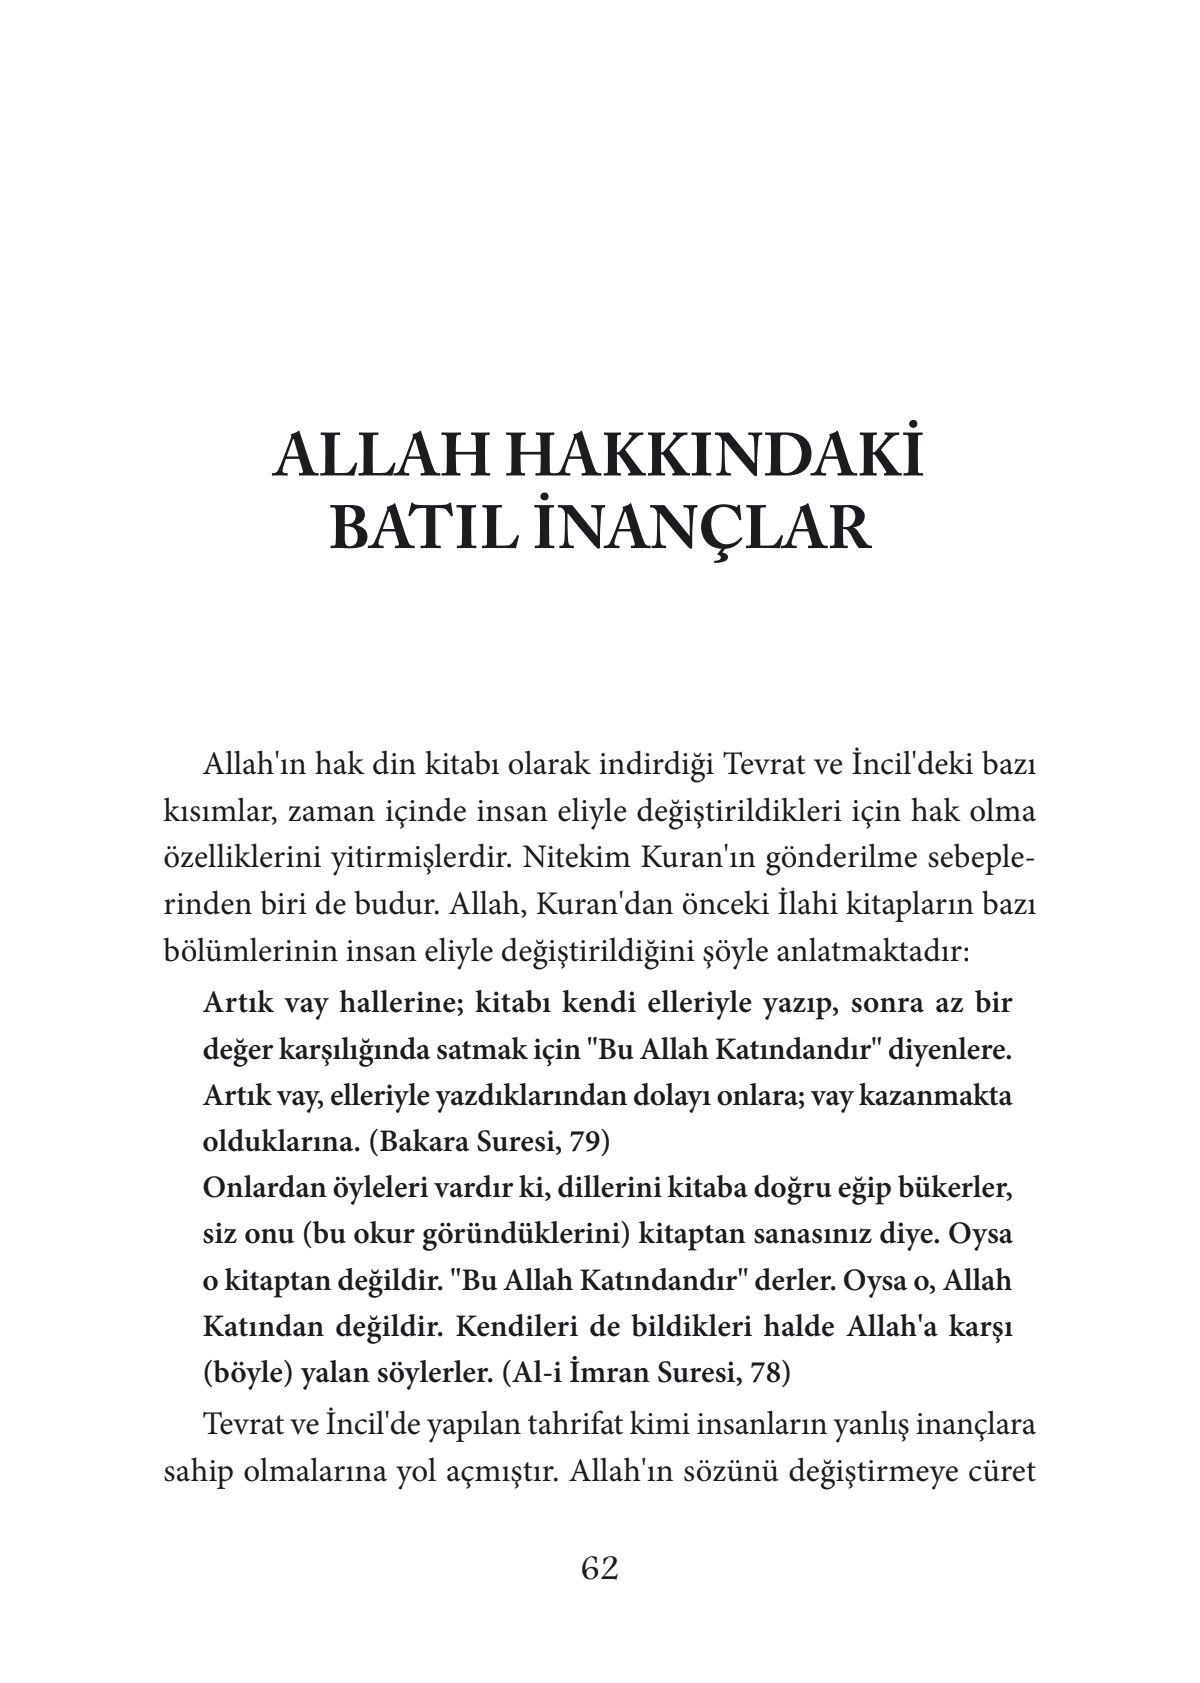 ALLAH HAKKINDAKİ
BATIL İNANÇLAR
Allah'ın hak din kitabı olarak indirdiği Tevrat ve İncil'deki bazı
kısımlar, zaman içinde insan eliyle değiştirildikleri için hak olma
özelliklerini yitirmişlerdir. Nitekim Kuran'ın gönderilme sebeple-
rinden biri de budur. Allah, Kuran'dan önceki İlahi kitapların bazı
bölümlerinin insan eliyle değiştirildiğini şöyle anlatmaktadır:
Artık vay hallerine; kitabı kendi elleriyle yazıp, sonra az bir
değer karşılığında satmak için "Bu Allah Katındandır" diyenlere.
Artık vay, elleriyle yazdıklarından dolayı onlara; vay kazanmakta
olduklarına. (Bakara Suresi, 79)
Onlardan öyleleri vardır ki, dillerini kitaba doğru eğip bükerler,
siz onu (bu okur göründüklerini) kitaptan sanasınız diye. Oysa
o kitaptan değildir. "Bu Allah Katındandır" derler. Oysa o, Allah
Katından değildir. Kendileri de bildikleri halde Allah'a karşı
(böyle) yalan söylerler. (Al-i İmran Suresi, 78)
Tevrat ve İncil'de yapılan tahrifat kimi insanların yanlış inançlara
sahip olmalarına yol açmıştır. Allah'ın sözünü değiştirmeye cüret
62